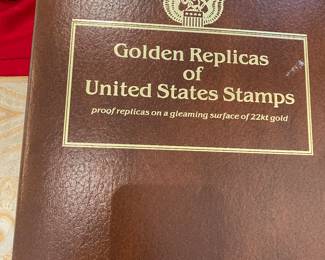 Golden Replicas
of
United States Stamps
proof replicas on a gleaming surface of 22kt gold